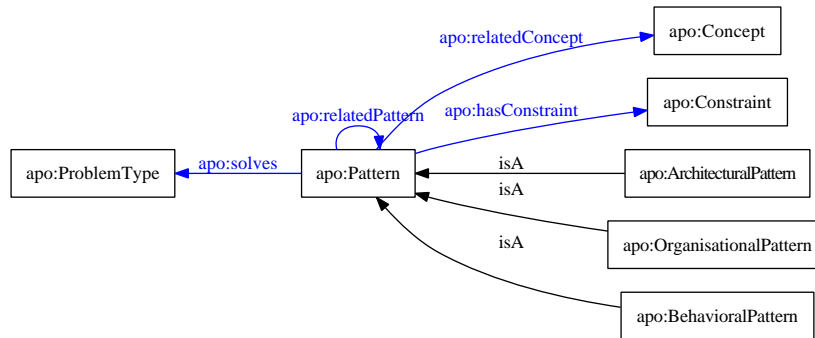 apo:Concept
apo:relatedConcept
apo:Constraint
apo:hasConstraint
apo:relatedPattern
apo:ProblemType
apo:solves
apo:Pattern
isA
apo:ArchitecturalPattern
isA
apo:OrganisationalPattern
isA
apo:BehavioralPattern